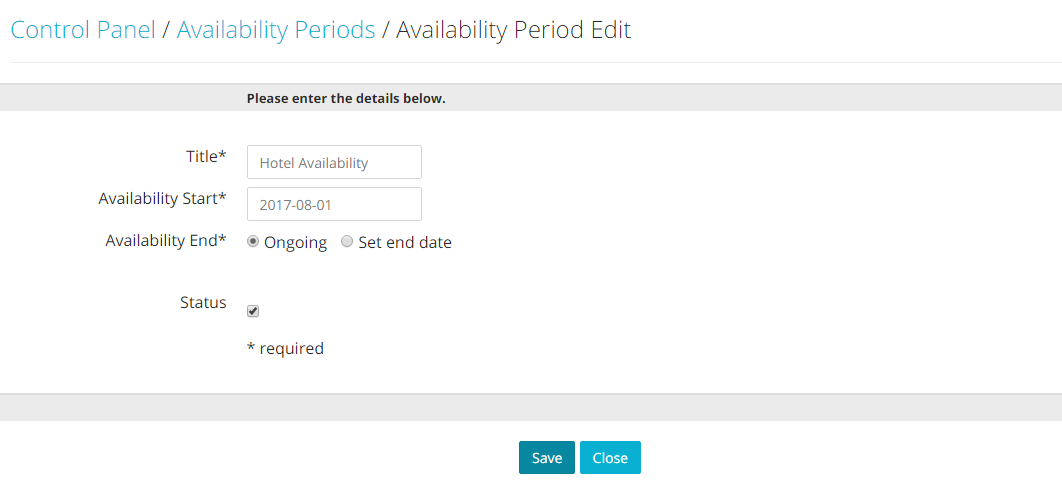 Control Panel / Availability Periods / Availability Period Edit
Please enter the details below.
Title* Hotel Availability
Availability Start* 2017-08-01
Availability End* Ongoing Set end date
Status
* required
Save Close